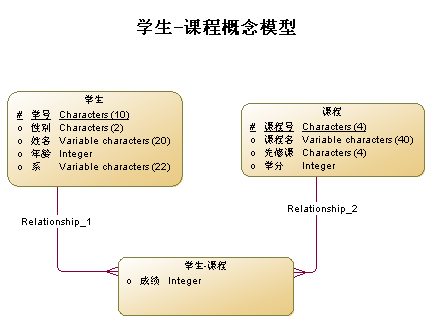 学生-课程概念模型
学生
# 学号 Characters (10)
o 性别 Characters (2)
o 姓名 Variable characters (20)
o 年龄 Integer
o 系 Variable characters (22)
课程
# 课程号 Characters (4)
o 课程名 Variable characters (40)
o 先修课 Characters (4)
o 学分 Integer
Relationship_1
Relationship_2
学生-课程
o 成绩 Integer